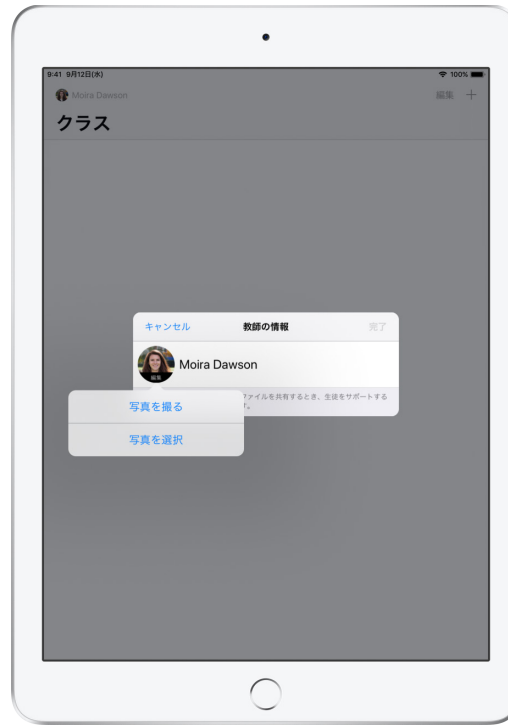 9:41 9月12日(水)
100%
Moira Dawson
編集
クラス
キャンセル
教師の情報
完了
Moira Dawson
編集
ファイルを共有するとき、生徒をサポートする
す。
写真を撮る
写真を選択